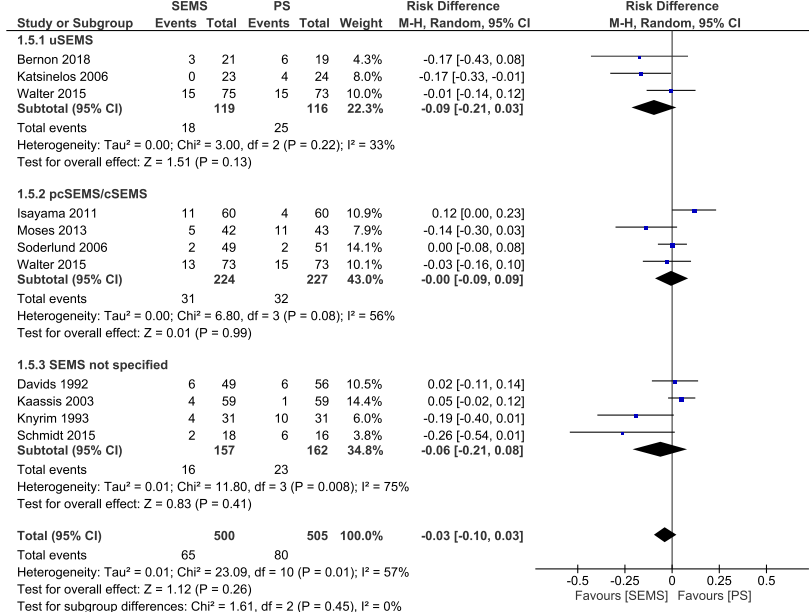 SEMS PS Risk Difference Risk Difference
Study or Subgroup Events Total Events Total Weight M-H, Random, 95% CI M-H, Random, 95% CI
1.5.1 uSEMS
Bernon 2018 3 21 6 19 4.3% -0.17 [-0.43, 0.08]
Katsinelos 2006 0 23 4 24 8.0% -0.17 [-0.33, -0.01]
Walter 2015 15 75 15 73 10.0% -0.01 [-0.14, 0.12]
Subtotal (95% CI) 119 116 22.3% -0.09 [-0.21, 0.03]
Total events 18 25
Heterogeneity: Tau² = 0.00; Chi² = 3.00, df = 2 (P = 0.22); I² = 33%
Test for overall effect: Z = 1.51 (P = 0.13)
1.5.2 pcSEMS/cSEMS
Isayama 2011 11 60 4 60 10.9% 0.12 [0.00, 0.23]
Moses 2013 5 42 11 43 7.9% -0.14 [-0.30, 0.03]
Soderlund 2006 2 49 2 51 14.1% 0.00 [-0.08, 0.08]
Walter 2015 13 73 15 73 10.1% -0.03 [-0.16, 0.10]
Subtotal (95% CI) 224 227 43.0% -0.00 [-0.09, 0.09]
Total events 31 32
Heterogeneity: Tau² = 0.00; Chi² = 6.80, df = 3 (P = 0.08); I² = 56%
Test for overall effect: Z = 0.01 (P = 0.99)
1.5.3 SEMS not specified
Davids 1992 6 49 6 56 10.5% 0.02 [-0.11, 0.14]
Kaassis 2003 4 59 1 59 14.4% 0.05 [-0.02, 0.12]
Knyrim 1993 4 31 10 31 6.0% -0.19 [-0.40, 0.01]
Schmidt 2015 2 18 6 16 3.8% -0.26 [-0.54, 0.01]
Subtotal (95% CI) 157 162 34.8% -0.06 [-0.21, 0.08]
Total events 16 23
Heterogeneity: Tau² = 0.01; Chi² = 11.80, df = 3 (P = 0.008); I² = 75%
Test for overall effect: Z = 0.83 (P = 0.41)
Total (95% CI) 500 505 100.0% -0.03 [-0.10, 0.03]
Total events 65 80
Heterogeneity: Tau² = 0.01; Chi² = 23.09, df = 10 (P = 0.01); I² = 57%
Test for overall effect: Z = 1.12 (P = 0.26)
Test for subgroup differences: Chi² = 1.61, df = 2 (P = 0.45), I² = 0%
-0.5 -0.25 0 0.25 0.5
Favours [SEMS] Favours [PS]